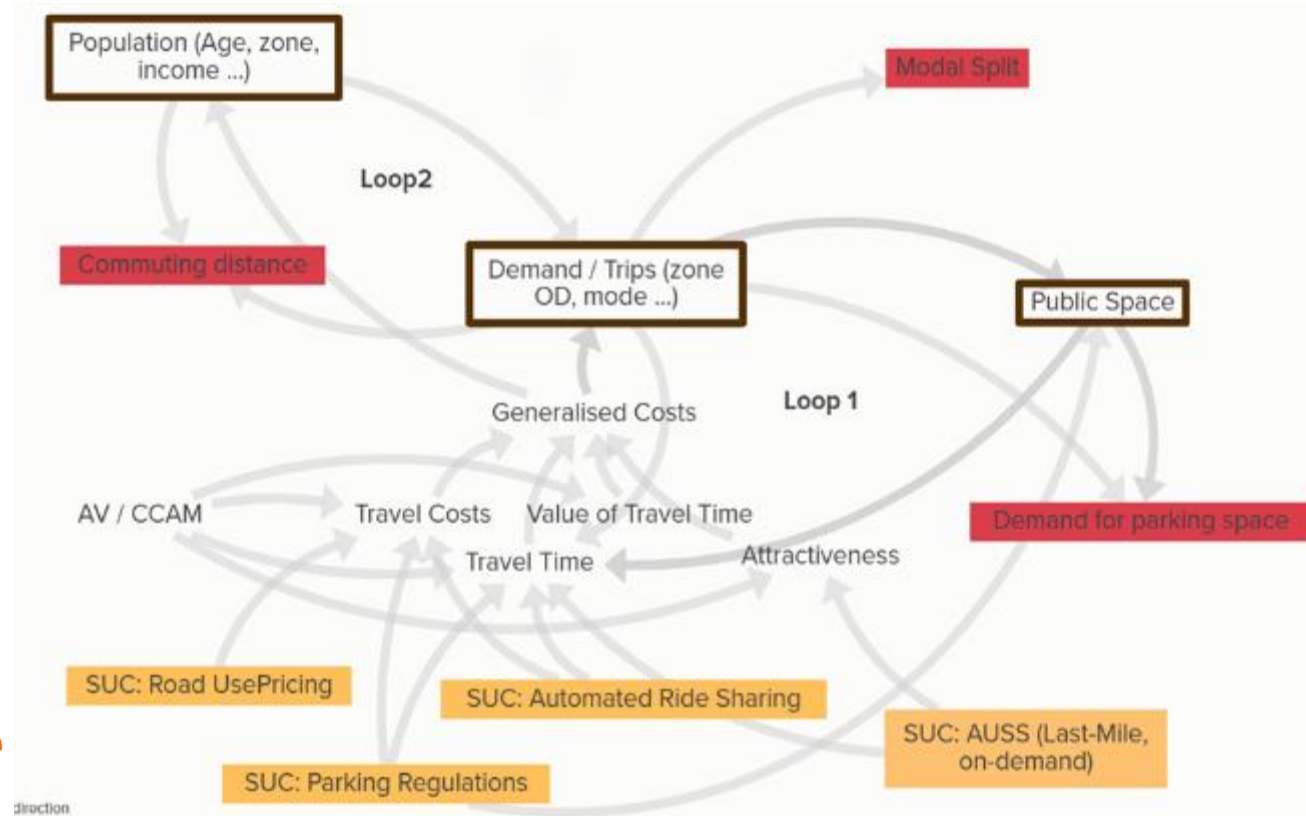 Population (Age, zone,
income ...)
Modal Split
Loop2
Commuting distance
Demand / Trips (zone
OD, mode ...)
Public Space
Loop 1
Generalised Costs
AV / CCAM
Travel Costs
Value of Travel Time
Demand for parking space
Travel Time
Attractiveness
SUC: Road UsePricing
SUC: Automated Ride Sharing
SUC: AUSS (Last-Mile,
on-demand)
SUC: Parking Regulations
direction